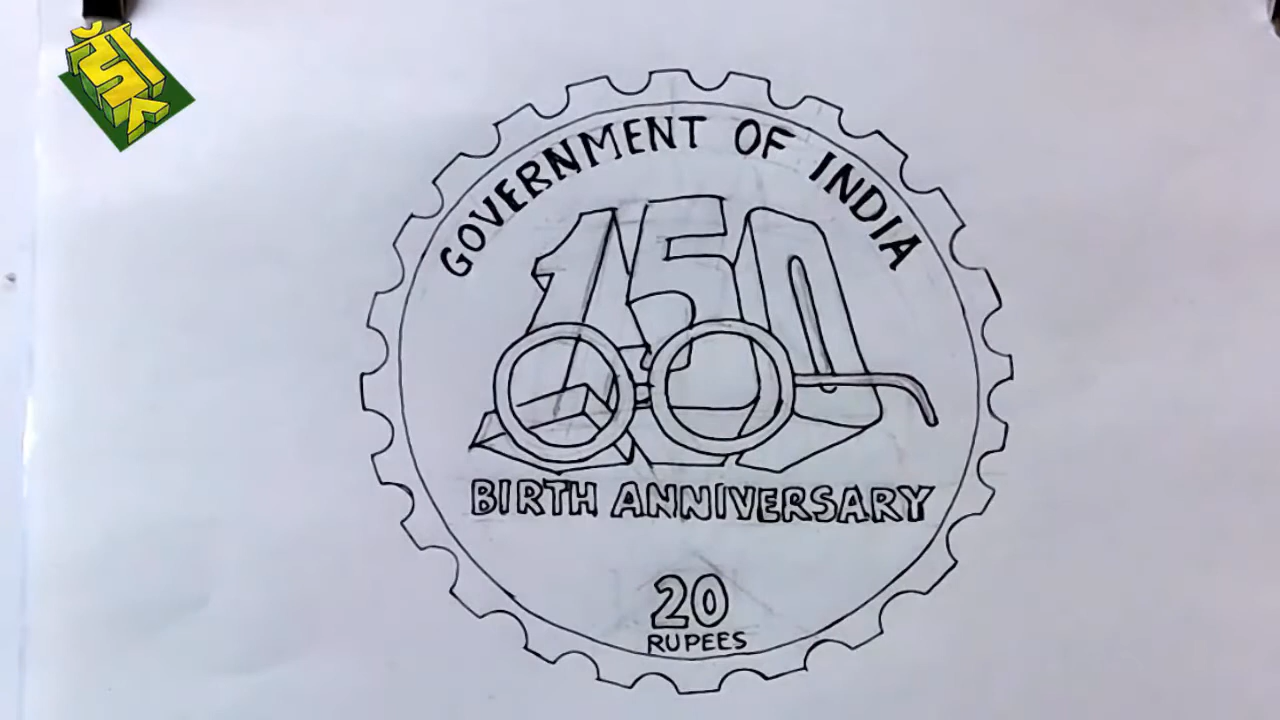 GOVERNMENT OF INDIA
150
BIRTH ANNIVERSARY
20
RUPEES